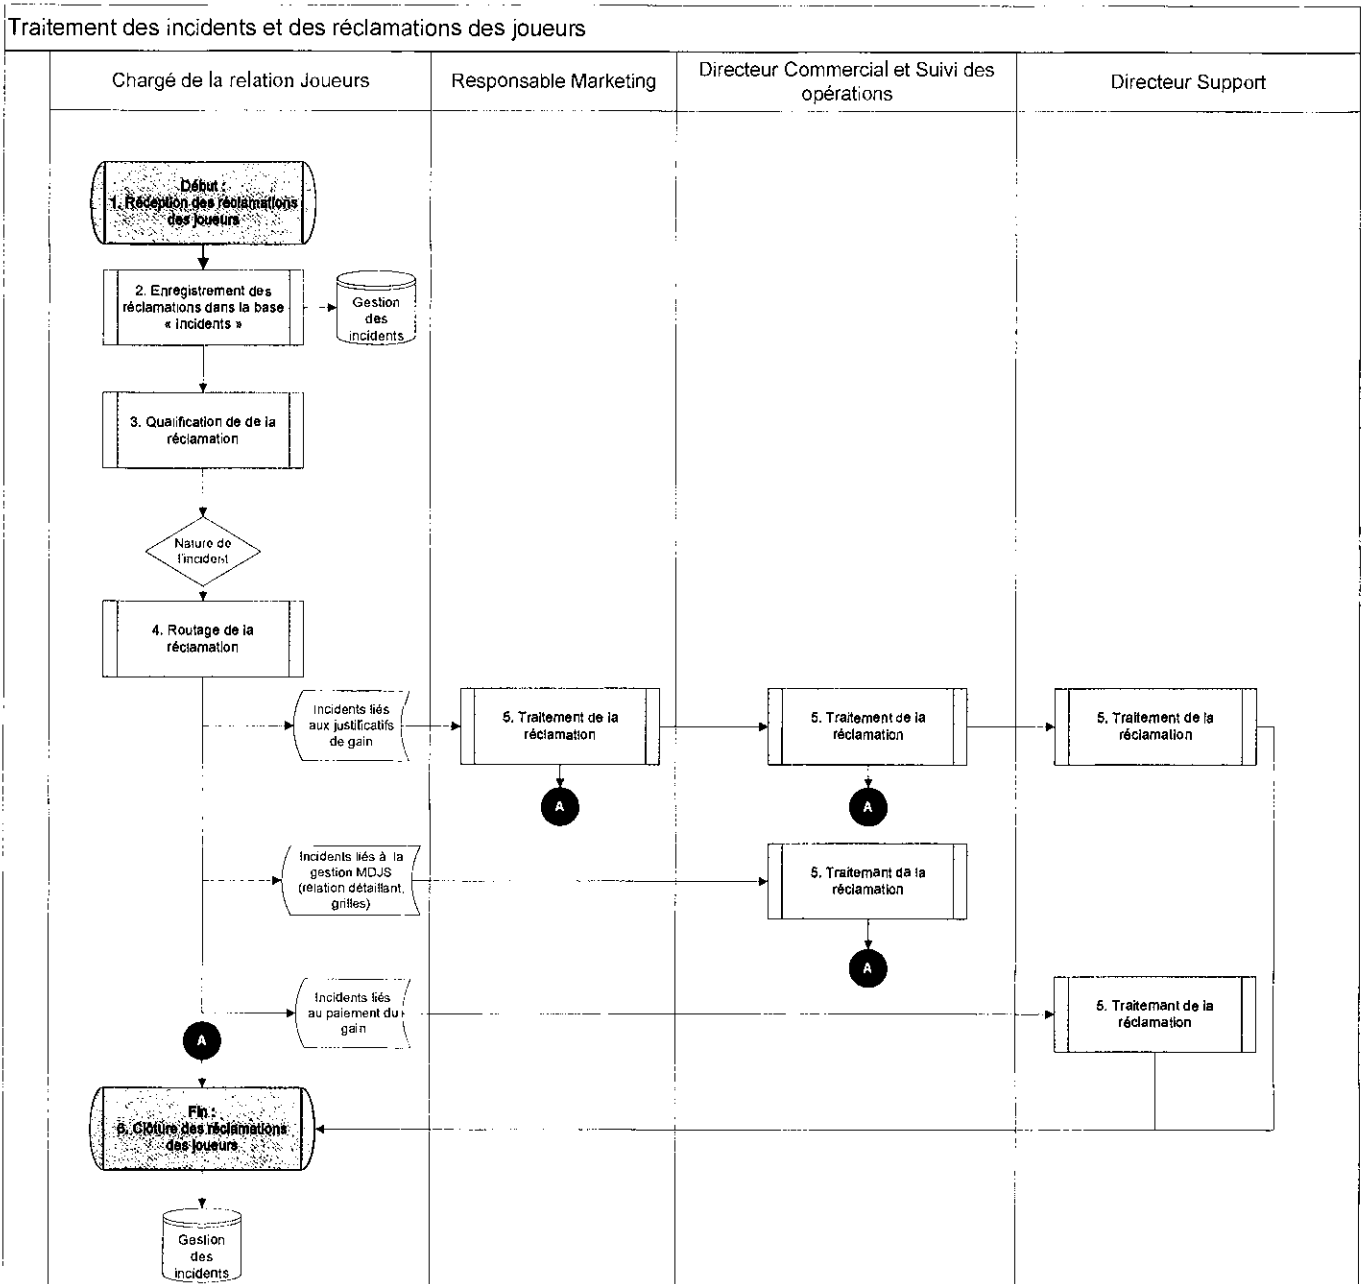 Traitement des incidents et des réclamations des joueurs
Chargé de la relation Joueurs
Responsable Marketing
Directeur Commercial et Suivi des
opérations
Directeur Support
Début :
1. Réception des réclamations
des joueurs
2. Enregistrement des
réclamations dans la base
« Incidents »
Gestion
des
incidents
3. Qualification de de la
réclamation
Nature de
l'incident
4. Routage de la
réclamation
Incidents liés
aux justificatifs
de gain
5. Traitement de la
réclamation
5. Traitement de la
réclamation
5. Traitement de la
réclamation
A
A
Incidents liés à la
gestion MDJS
(relation détaillant,
grilles)
5. Traitemant da la
réclamation
A
Incidents liés
au paiement du
gain
5. Traitemant de la
réclamation
A
Fin :
6. Clôture des réclamations
des joueurs
Gestion
des
incidents